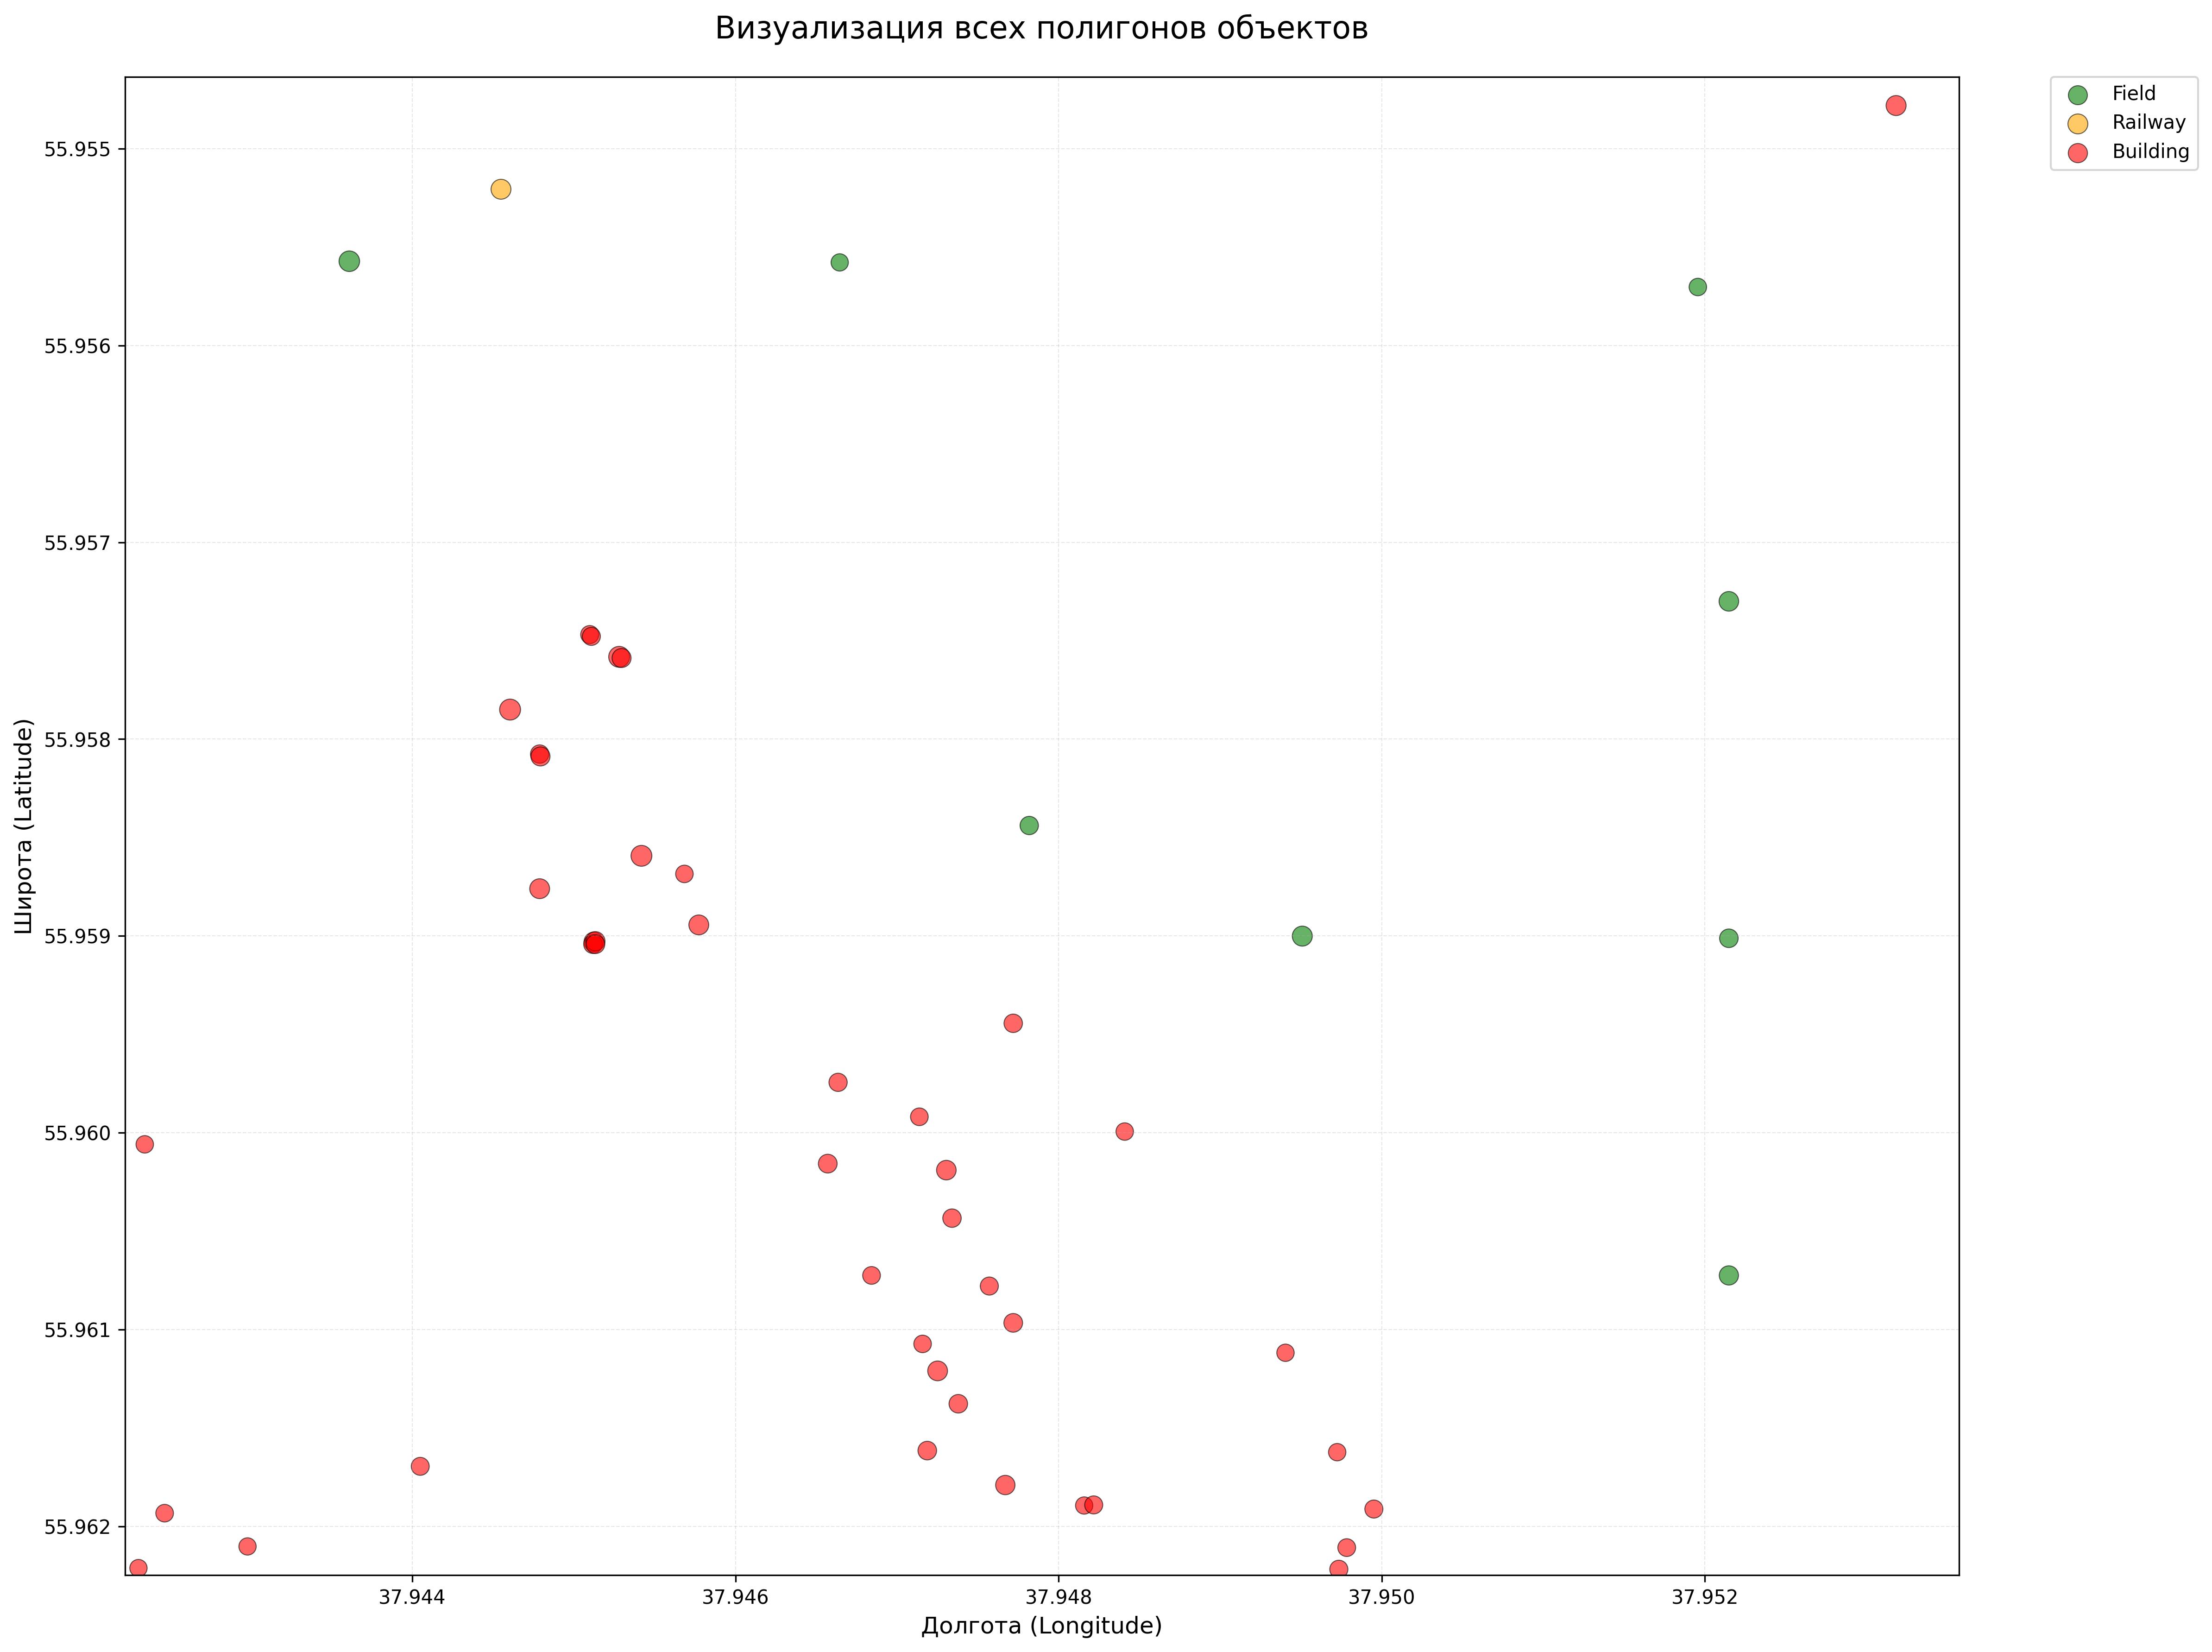 Визуализация всех полигонов объектов
Field
Railway
Building
55.955
55.956
55.957
55.958
55.959
55.960
55.961
55.962
Широта (Latitude)
37.944
37.946
37.948
37.950
37.952
Долгота (Longitude)